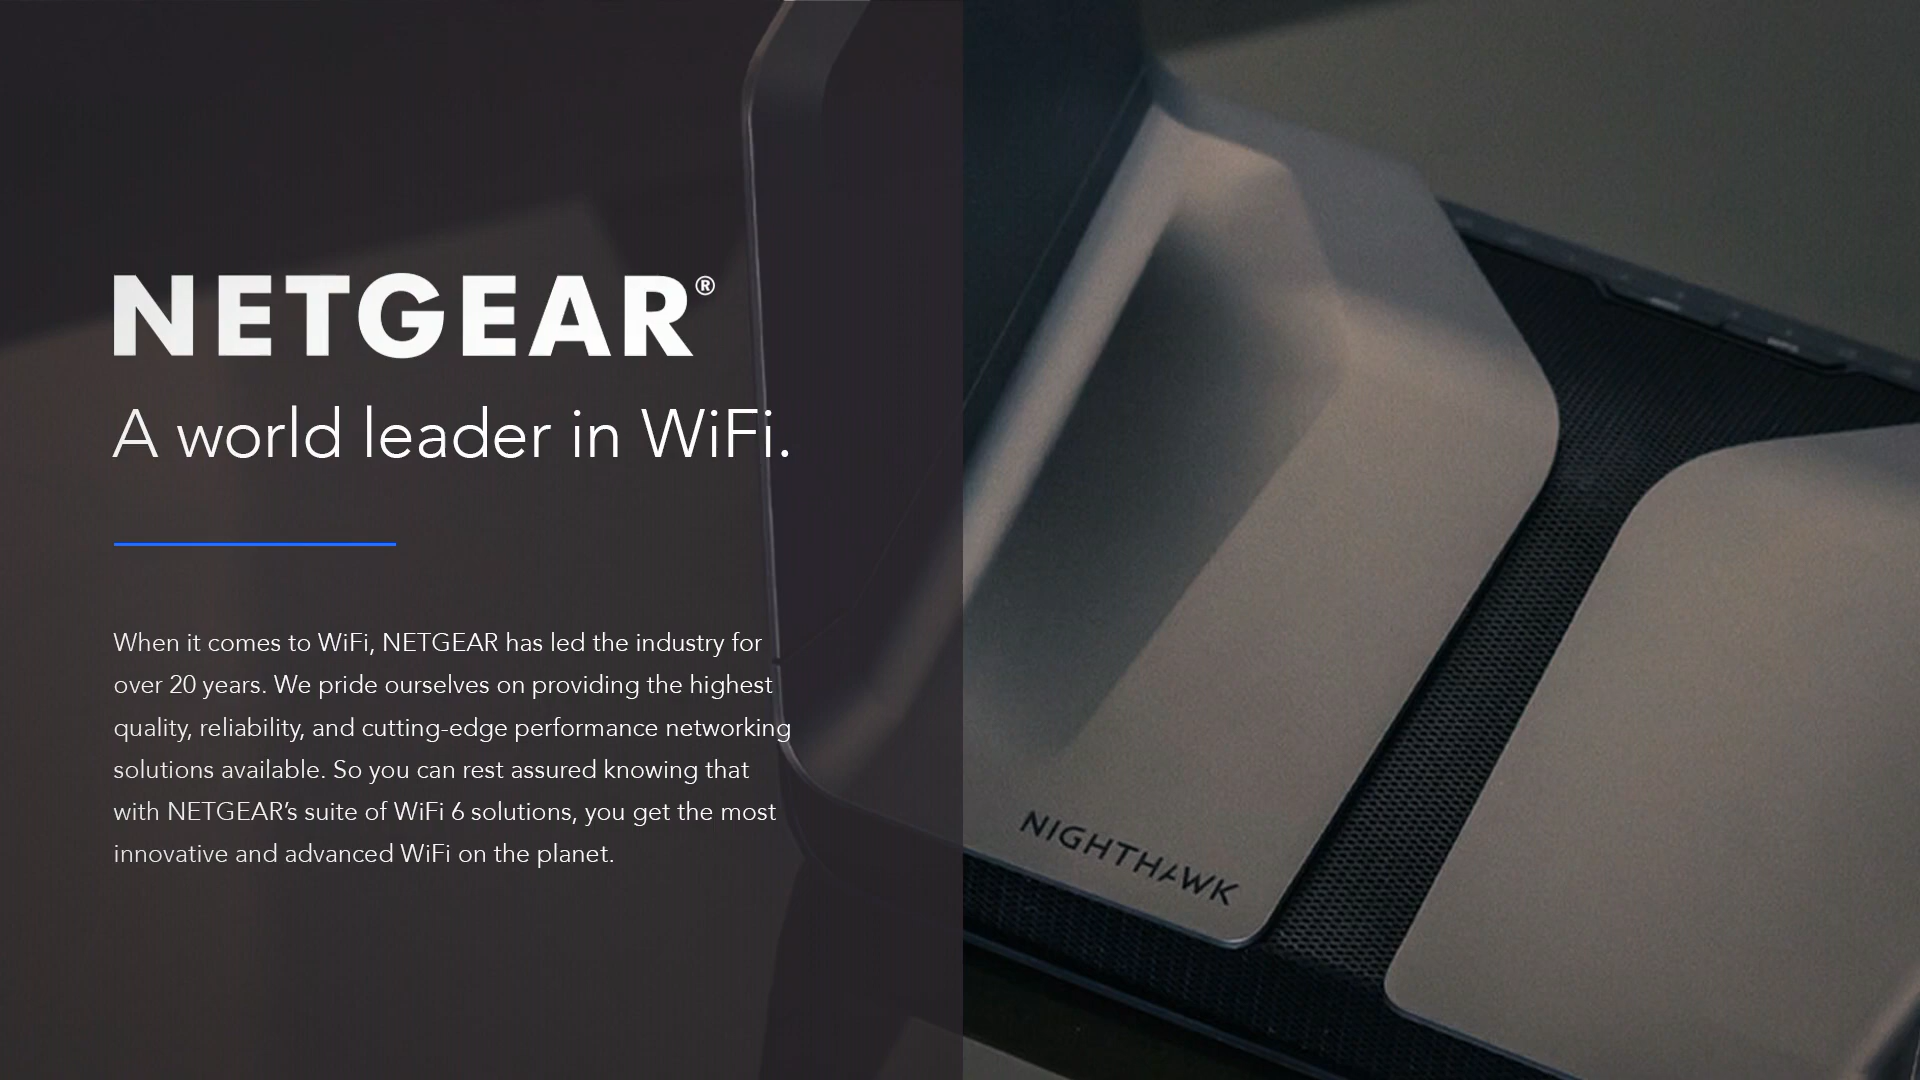 NETGEAR®
A world leader in WiFi.
When it comes to WiFi, NETGEAR has led the industry for
over 20 years. We pride ourselves on providing the highest
quality, reliability, and cutting-edge performance networking
solutions available. So you can rest assured knowing that
with NETGEAR’s suite of WiFi 6 solutions, you get the most
innovative and advanced WiFi on the planet.
NIGHTHAWK